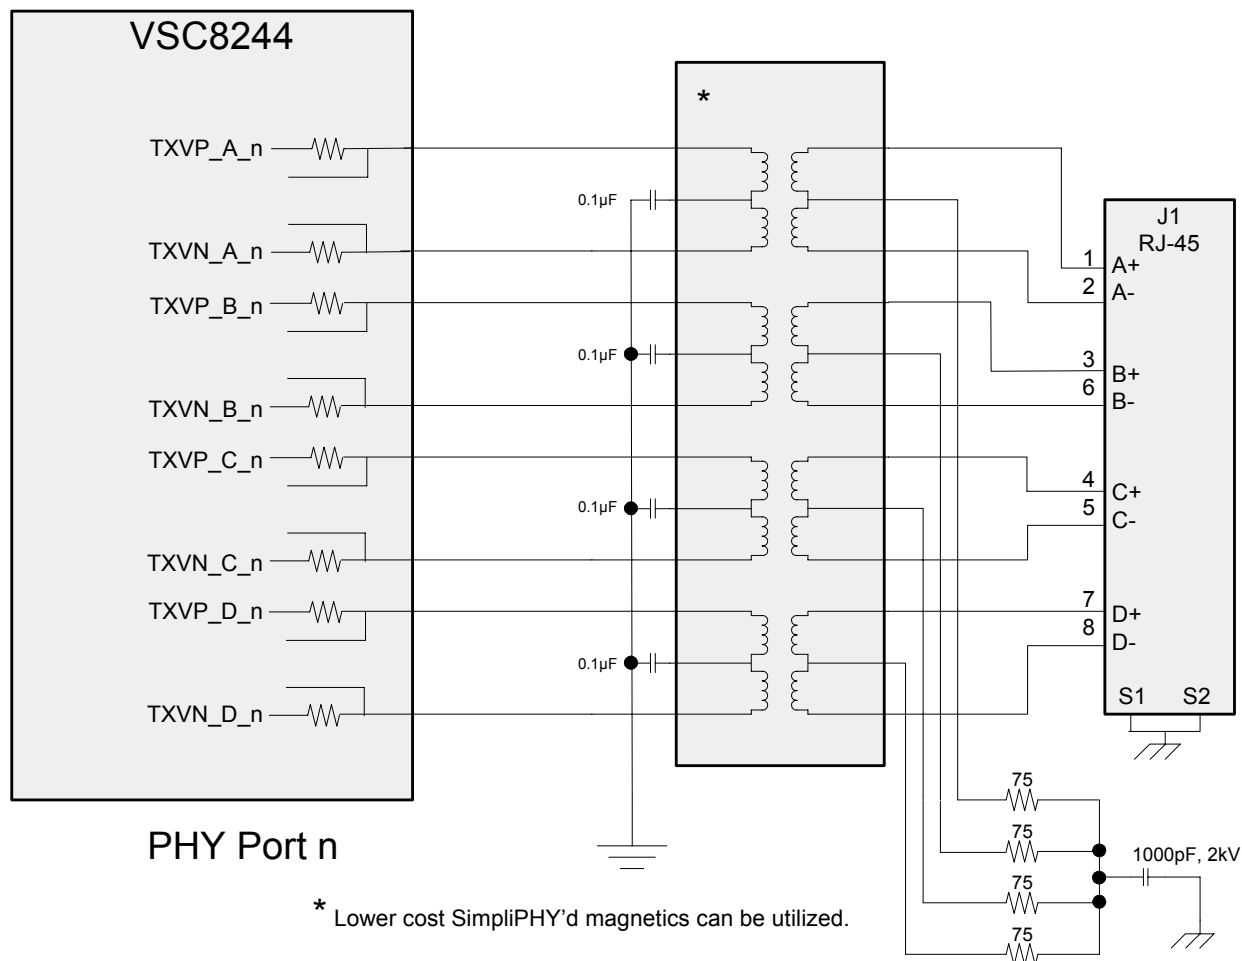 VSC8244
*
TXVP_A_n
0.1µF
TXVN_A_n
TXVP_B_n
0.1µF
TXVN_B_n
TXVP_C_n
0.1µF
TXVN_C_n
TXVP_D_n
0.1µF
TXVN_D_n
J1
RJ-45
1 A+
2 A-
3 B+
6 B-
4 C+
5 C-
7 D+
8 D-
S1 S2
75
75
75
75
1000pF, 2kV
PHY Port n
* Lower cost SimpliPHY'd magnetics can be utilized.